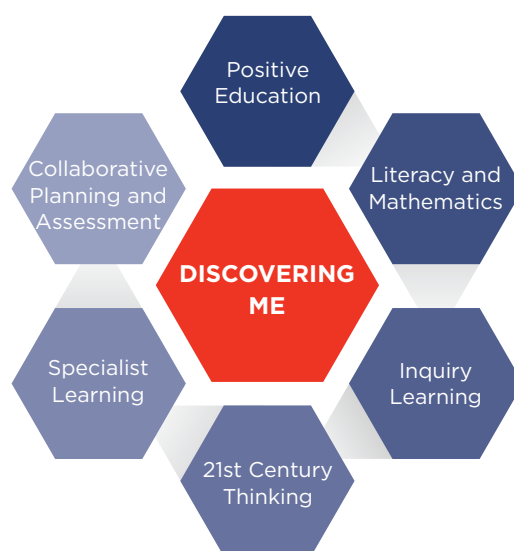 Positive
Education
Literacy and
Mathematics
Inquiry
Learning
21st Century
Thinking
Specialist
Learning
Collaborative
Planning and
Assessment
DISCOVERING
ME